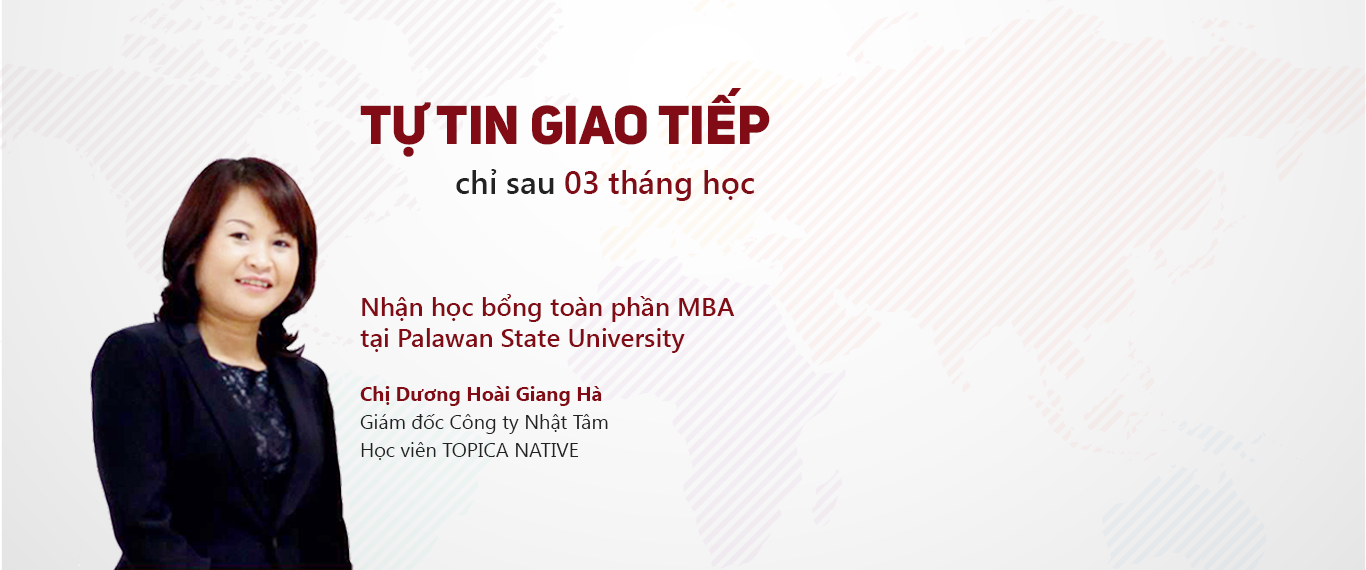 TỰ TIN GIAO TIẾP
chỉ sau 03 tháng học
Nhận học bổng toàn phần MBA
tại Palawan State University
Chị Dương Hoài Giang Hà
Giám đốc Công ty Nhật Tâm
Học viên TOPICA NATIVE